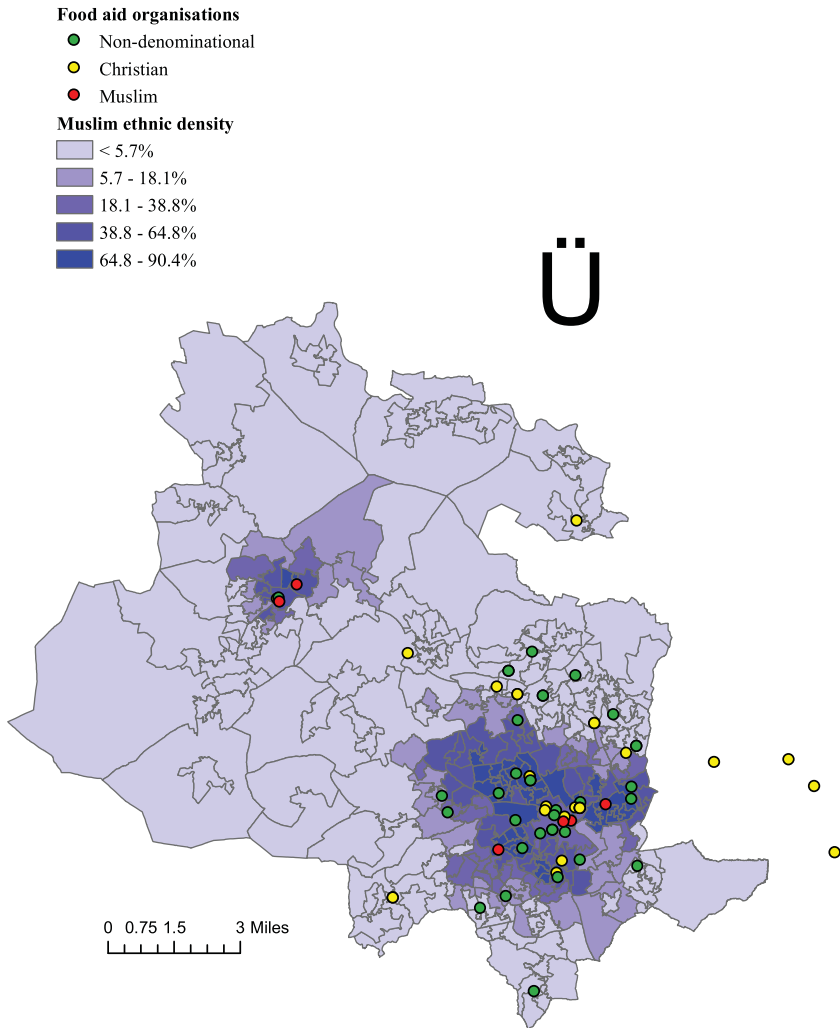 Food aid organisations
Non-denominational
Christian
Muslim
Muslim ethnic density
< 5.7%
5.7 - 18.1%
18.1 - 38.8%
38.8 - 64.8%
64.8 - 90.4%
Ü
0 0.75 1.5 3 Miles